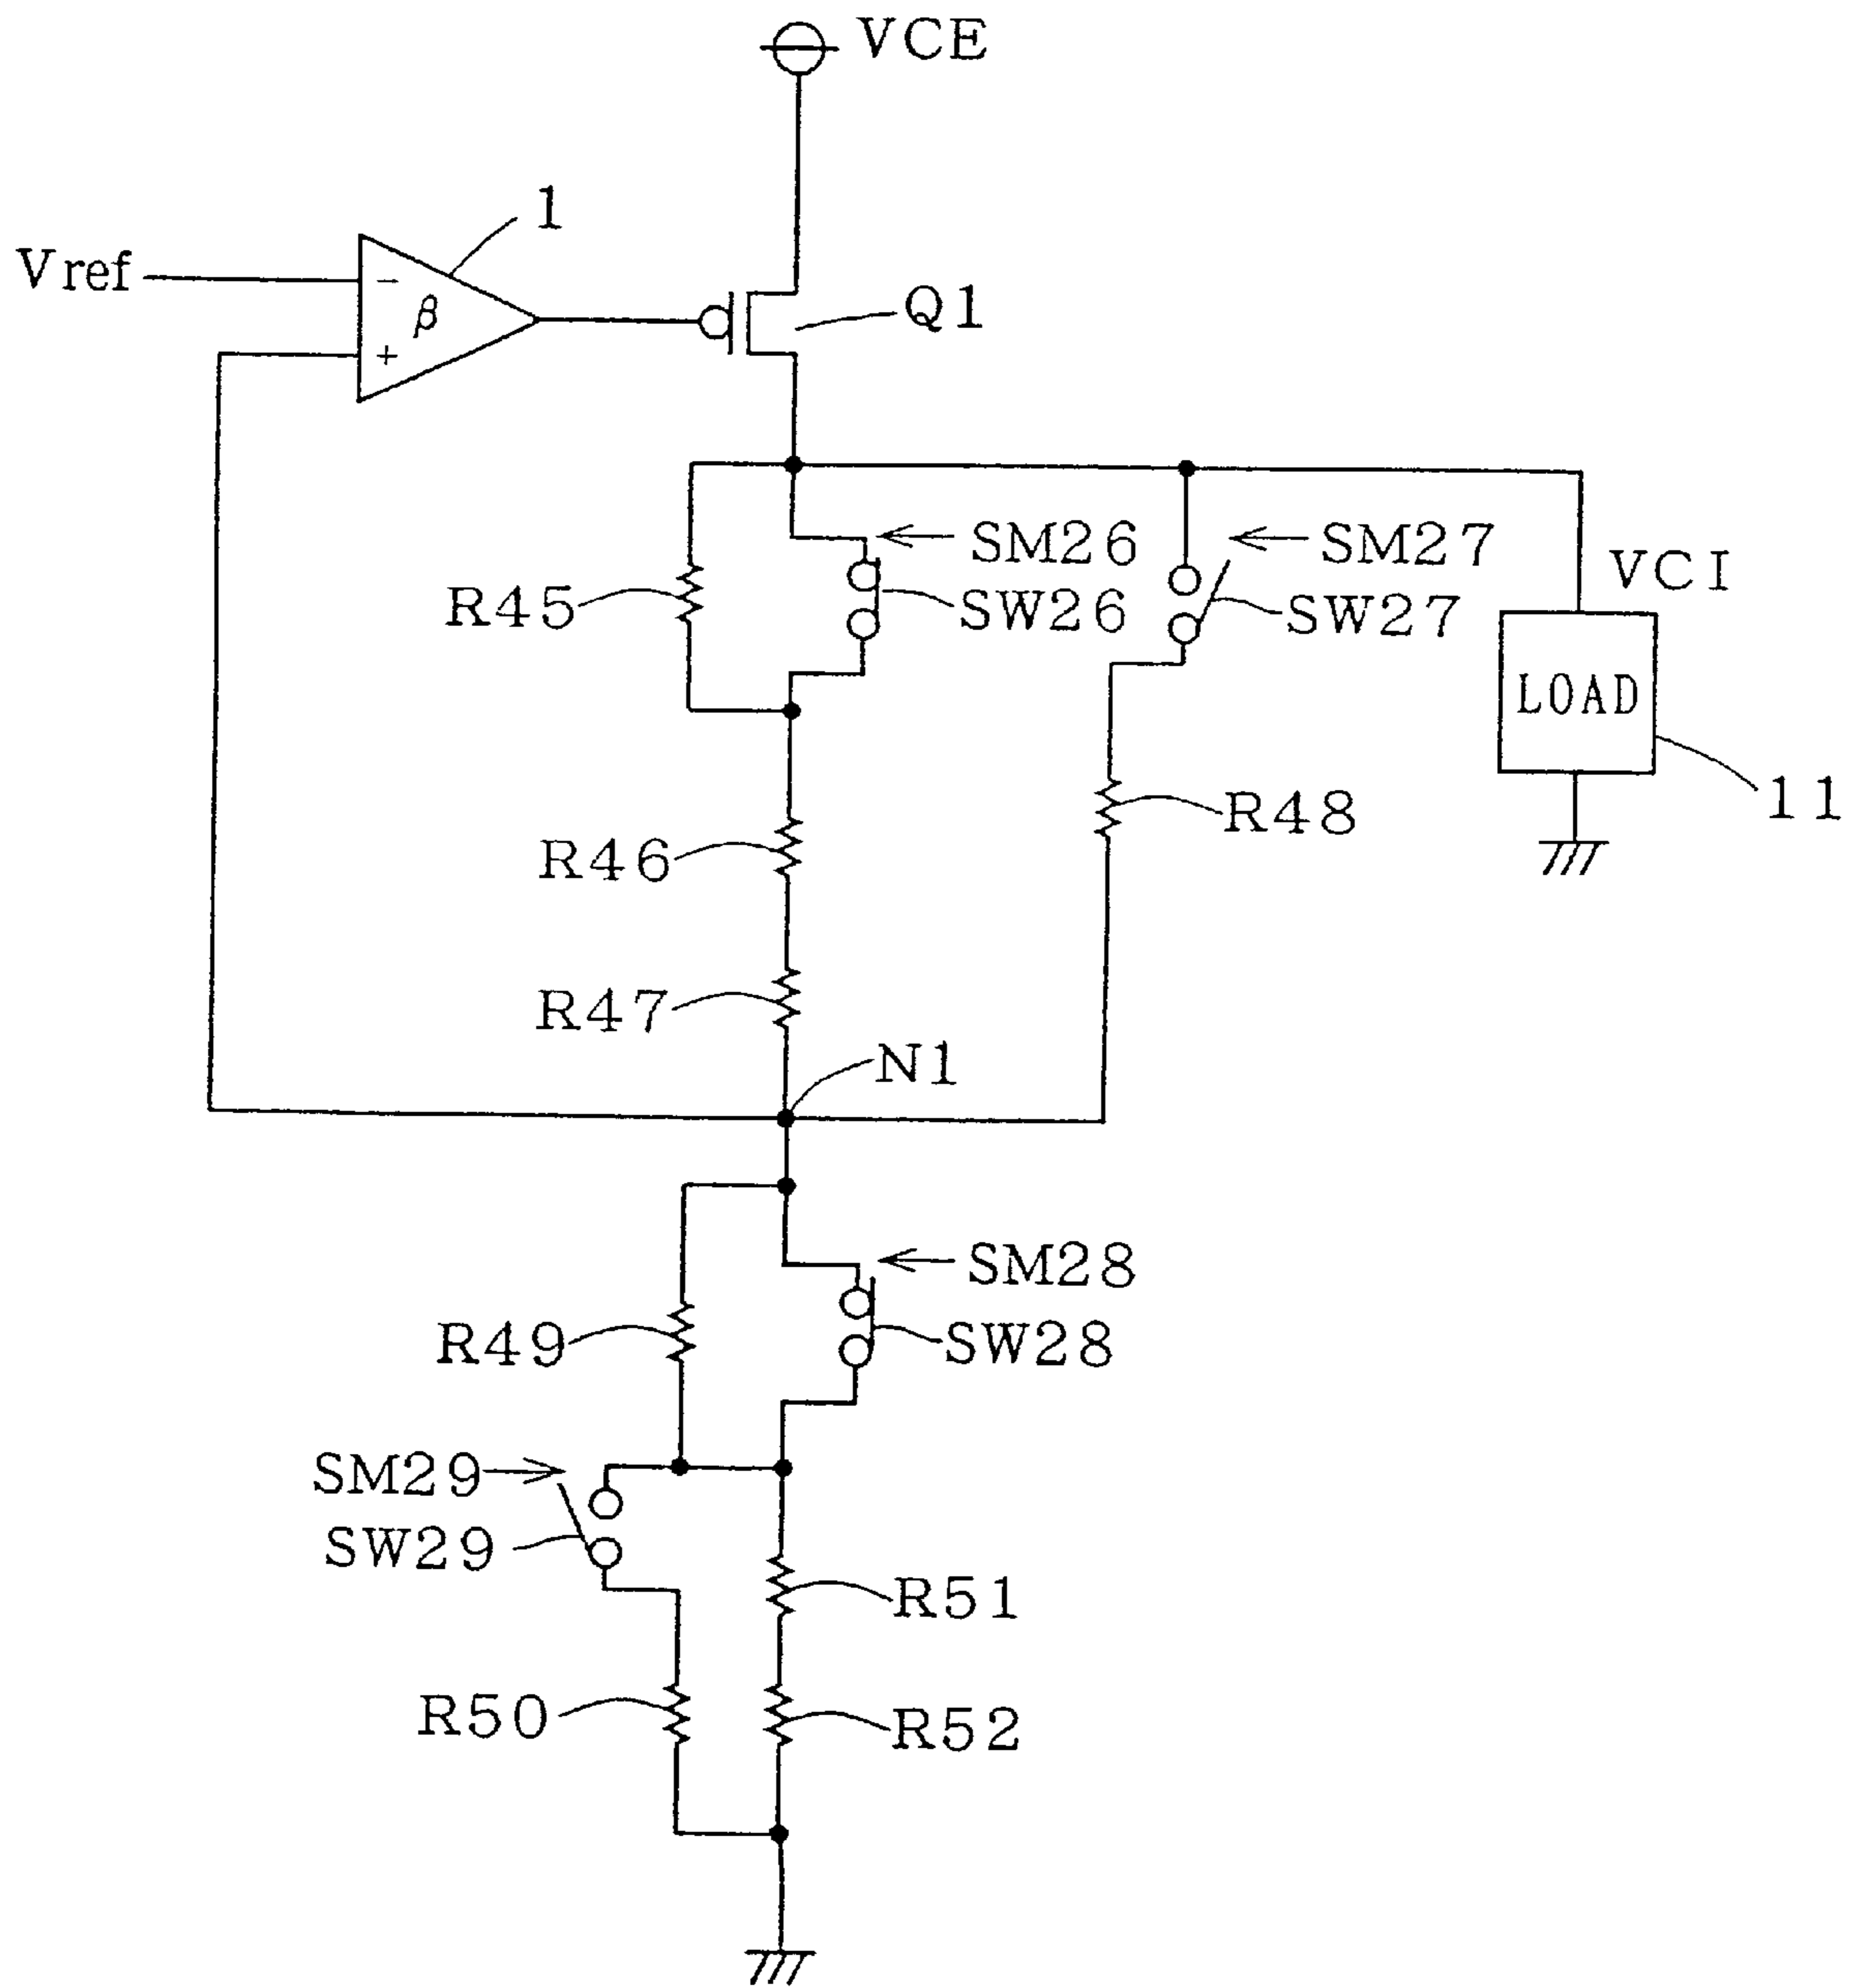 VCE
1
Vref
−
β
+
Q1
SM26
SM27
VCI
R45
SW26
SW27
LOAD
R48
11
R46
R47
N1
SM28
R49
SW28
SM29
SW29
R51
R50
R52